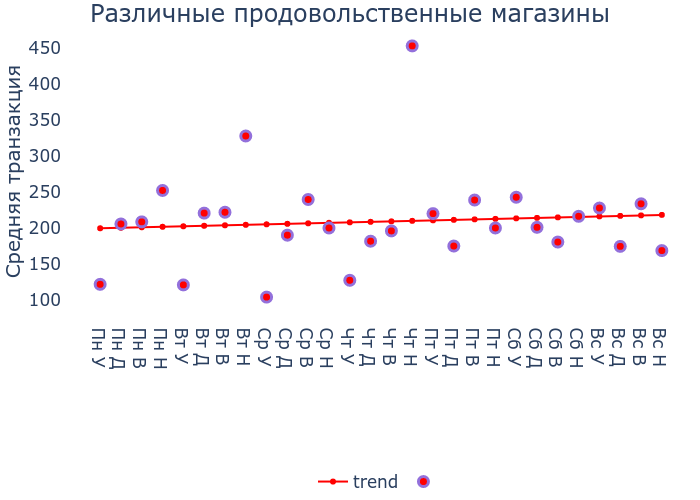 Различные продовольственные магазины
Средняя транзакция
450
400
350
300
250
200
150
100
Пн У
Пн Д
Пн В
Пн Н
Вт У
Вт Д
Вт В
Вт Н
Ср У
Ср Д
Ср В
Ср Н
Чт У
Чт Д
Чт В
Чт Н
Пт У
Пт Д
Пт В
Пт Н
Сб У
Сб Д
Сб В
Сб Н
Вс У
Вс Д
Вс В
Вс Н
trend